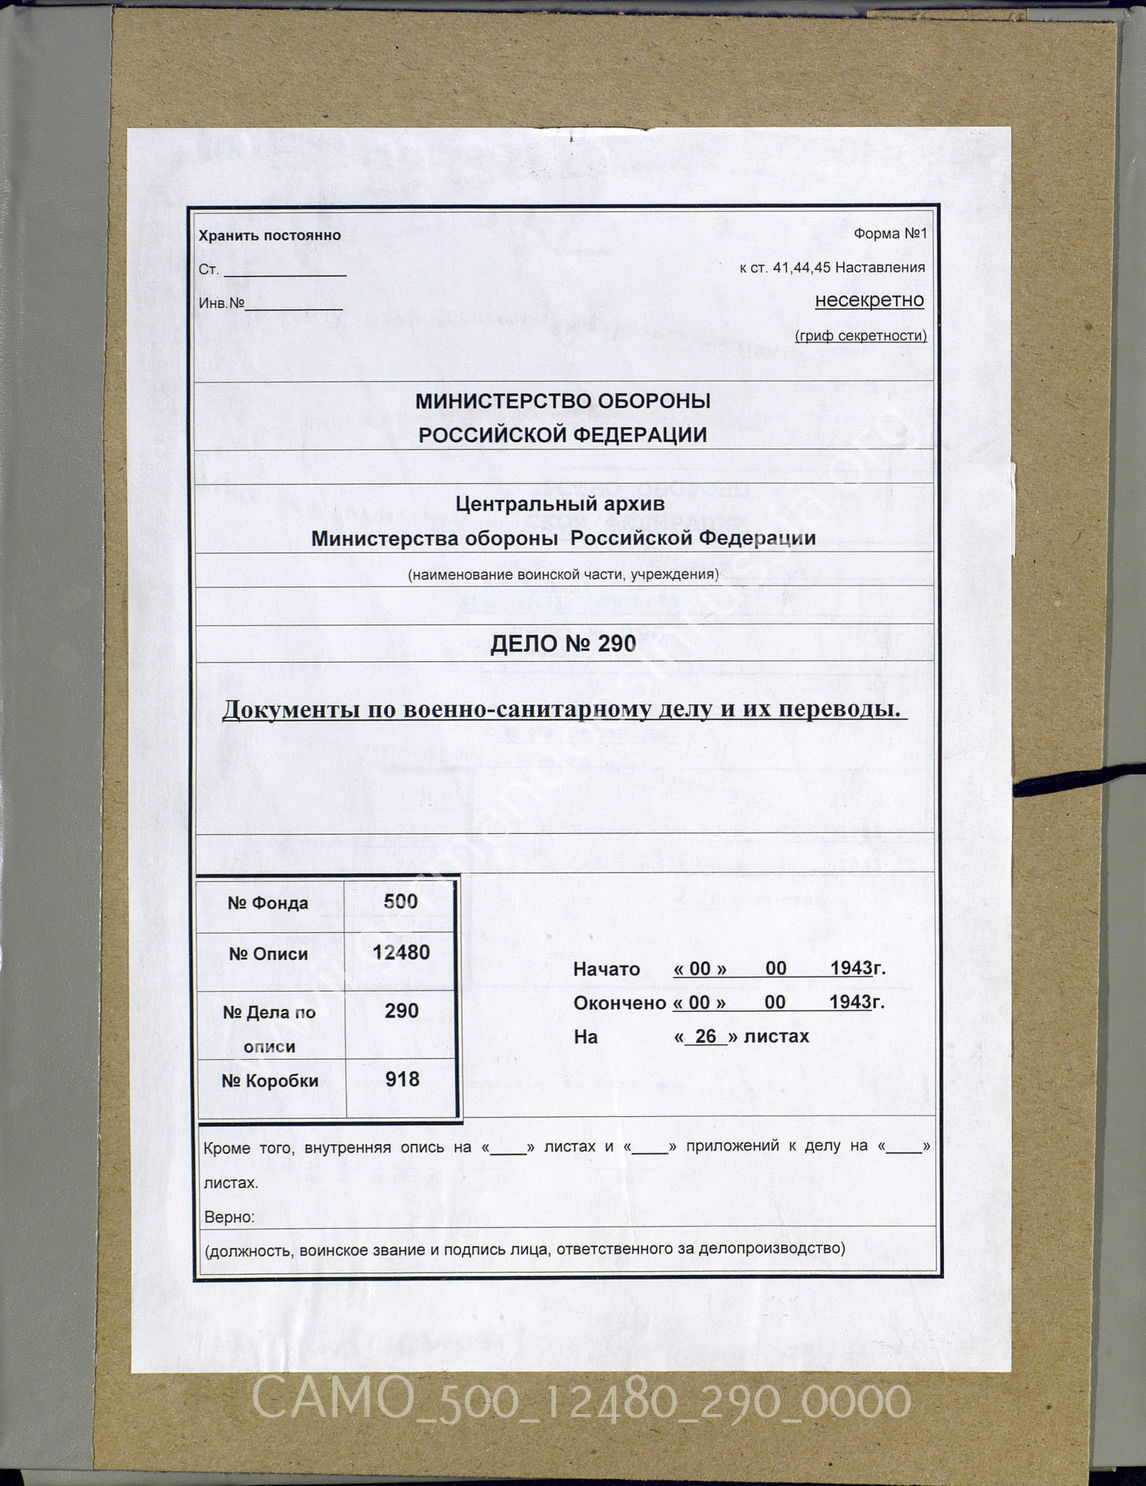 Хранить постоянно
Форма №1
Ст. ________________
к ст. 41,44,45 Наставления
Инв.№_____________
несекретно
(гриф секретности)
МИНИСТЕРСТВО ОБОРОНЫ
РОССИЙСКОЙ ФЕДЕРАЦИИ
Центральный архив
Министерства обороны Российской Федерации
(наименование воинской части, учреждения)
ДЕЛО № 290
Документы по военно-санитарному делу и их переводы.
№ Фонда 500
№ Описи 12480
№ Дела по 290
описи
№ Коробки 918
Начато « 00 » 00 1943г.
Окончено « 00 » 00 1943г.
На « 26 » листах
Кроме того, внутренняя опись на «____» листах и «____» приложений к делу на «____»
листах.
Верно:
(должность, воинское звание и подпись лица, ответственного за делопроизводство)
CAMO_500_12480_290_0000